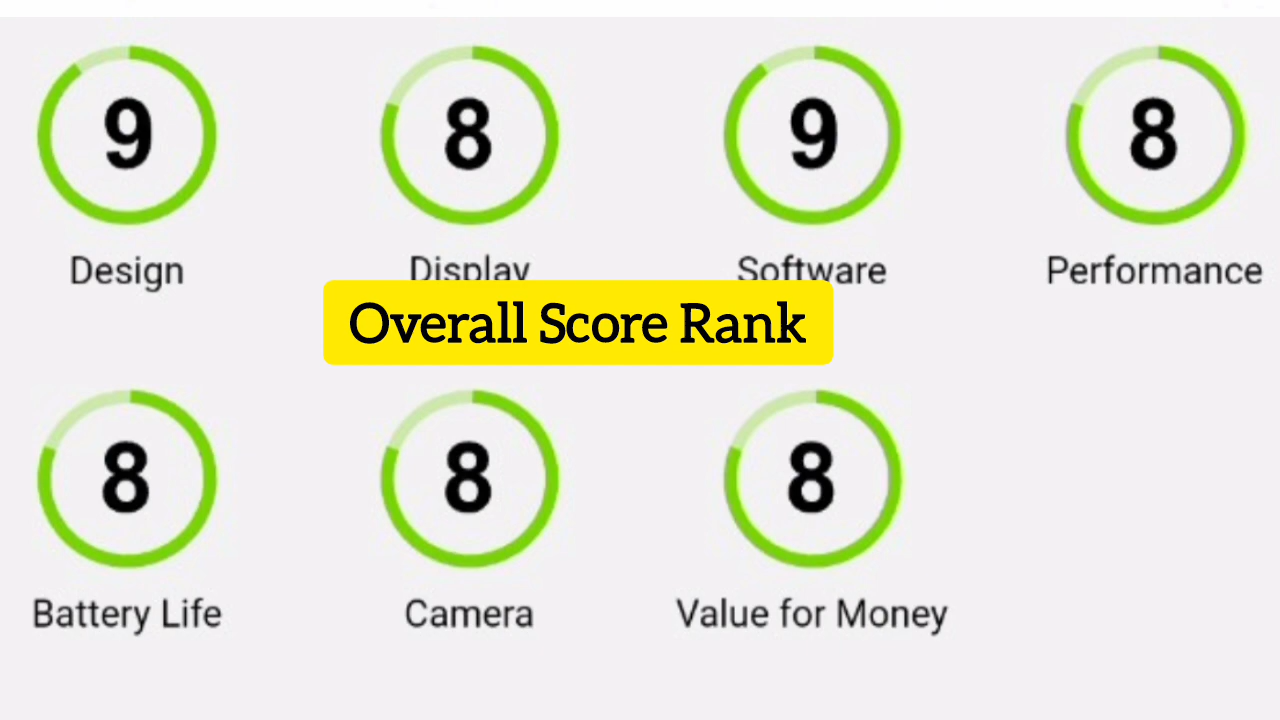 9 8 9 8
Design Display Software Performance
Overall Score Rank
8 8 8
Battery Life Camera Value for Money